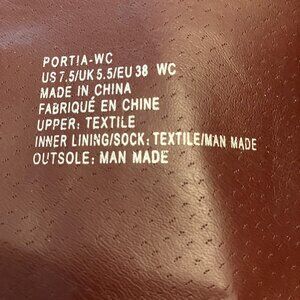 PORTIA-WC
US 7.5/UK 5.5/EU 38 WC
MADE IN CHINA
FABRIQUÉ EN CHINE
UPPER: TEXTILE
INNER LINING/SOCK: TEXTILE/MAN MADE
OUTSOLE: MAN MADE